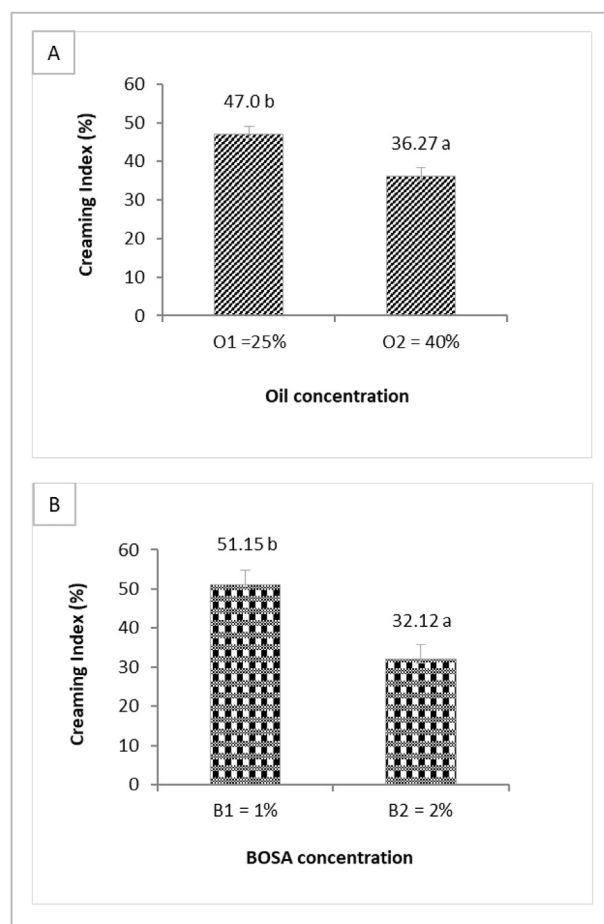 A
Creaming Index (%)
60
50
40
30
20
10
0
47.0 b
36.27 a
O1 =25%
O2 = 40%
Oil concentration
B
Creaming Index (%)
60
50
40
30
20
10
0
51.15 b
32.12 a
B1 = 1%
B2 = 2%
BOSA concentration